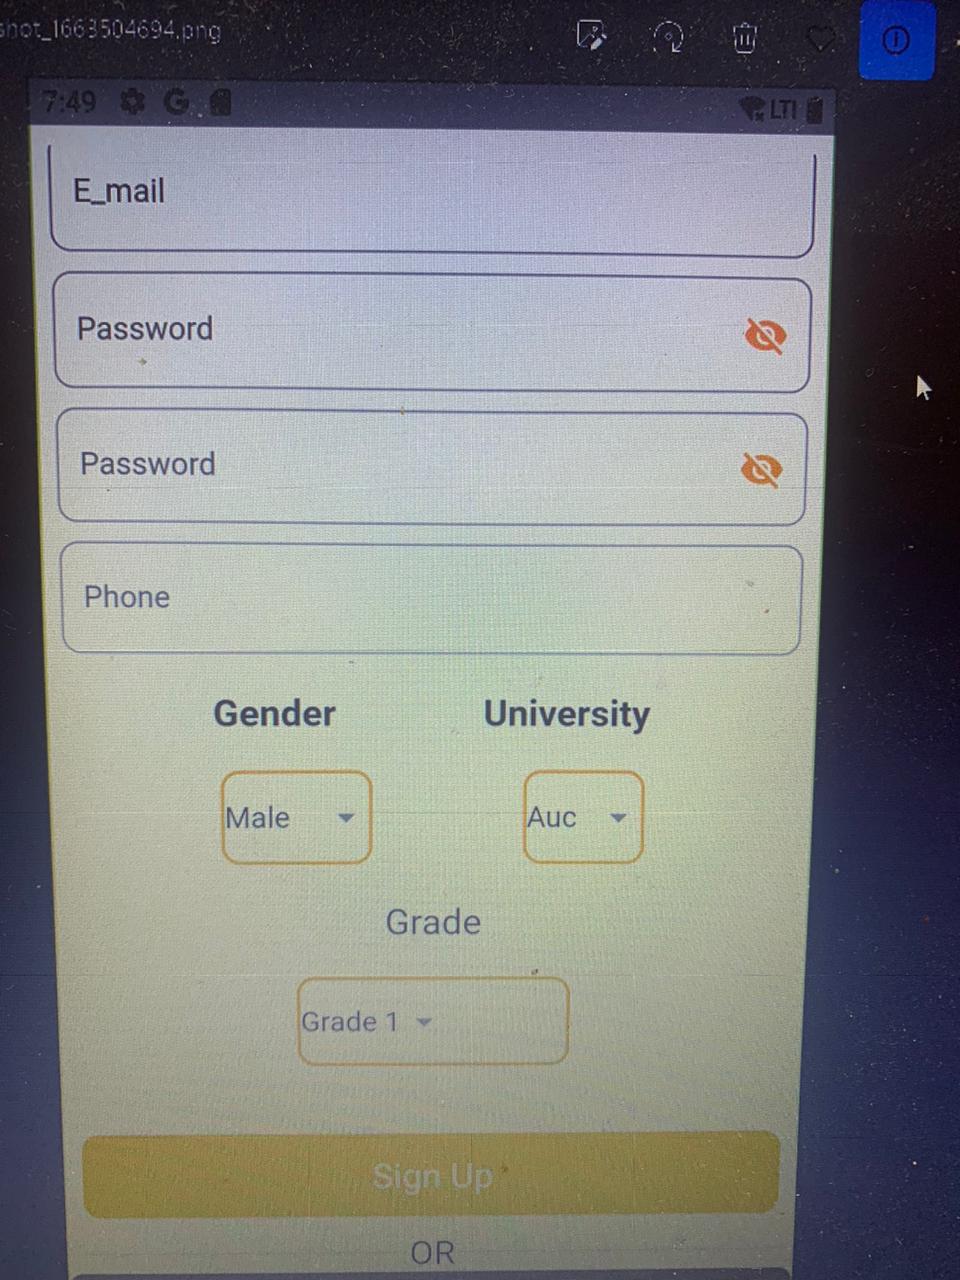 shot_1663504694.png
7:49 G LTE
E_mail
Password
Password
Phone
Gender University
Male Auc
Grade
Grade 1
Sign Up
OR